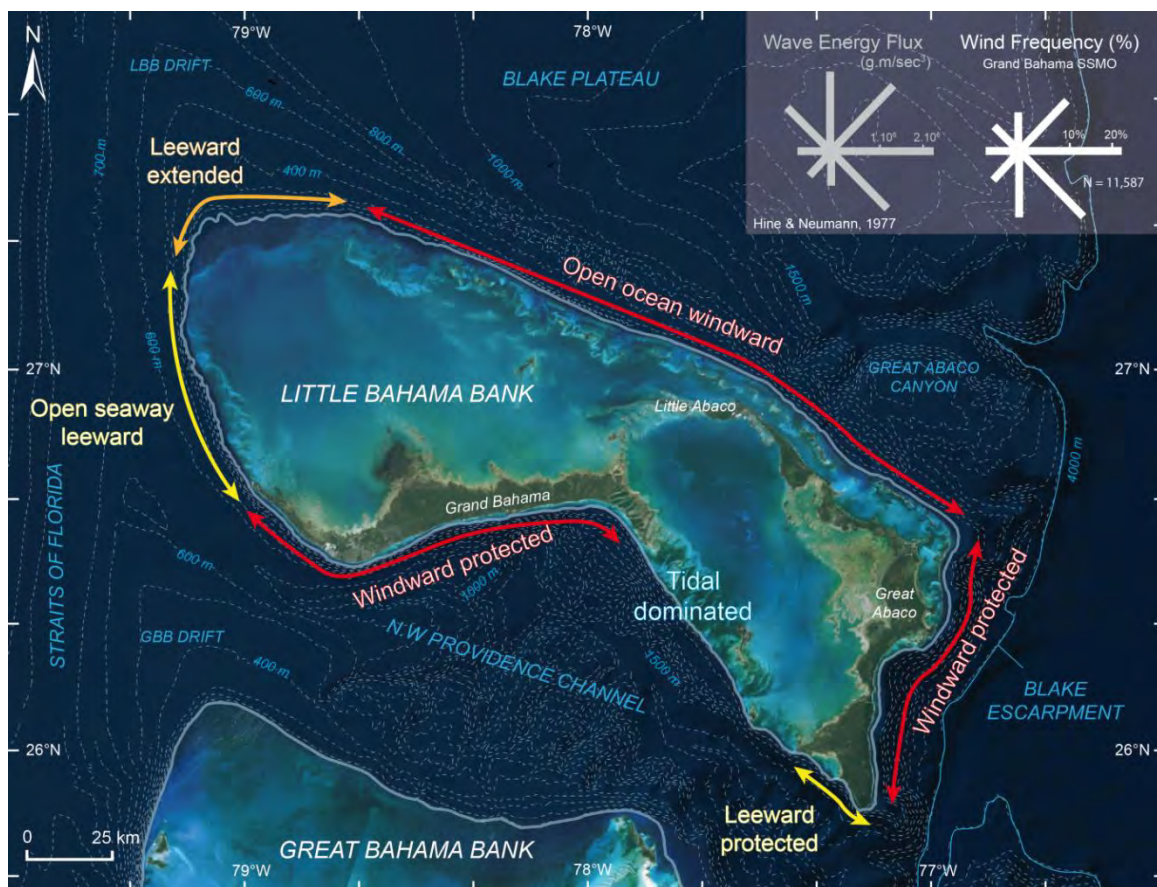 79°W
78°W
N
LBB DRIFT
BLAKE PLATEAU
Wave Energy Flux
(g.m/sec³)
1.10⁶
2.10⁶
Hine & Neumann, 1977
Wind Frequency (%)
Grand Bahama SSMO
10%
20%
N = 11,587
600 m
800 m
700 m
1000 m
400 m
1500 m
Leeward
extended
Open ocean windward
27°N
27°N
GREAT ABACO
CANYON
800 m
LITTLE BAHAMA BANK
Little Abaco
Open seaway
leeward
4000 m
STRAITS OF FLORIDA
Grand Bahama
Windward protected
600 m
1000 m
Tidal
dominated
Great
Abaco
Windward protected
GBB DRIFT
400 m
N.W PROVIDENCE CHANNEL
1500 m
BLAKE
ESCARPMENT
26°N
26°N
Leeward
protected
0
25 km
GREAT BAHAMA BANK
79°W
78°W
77°W